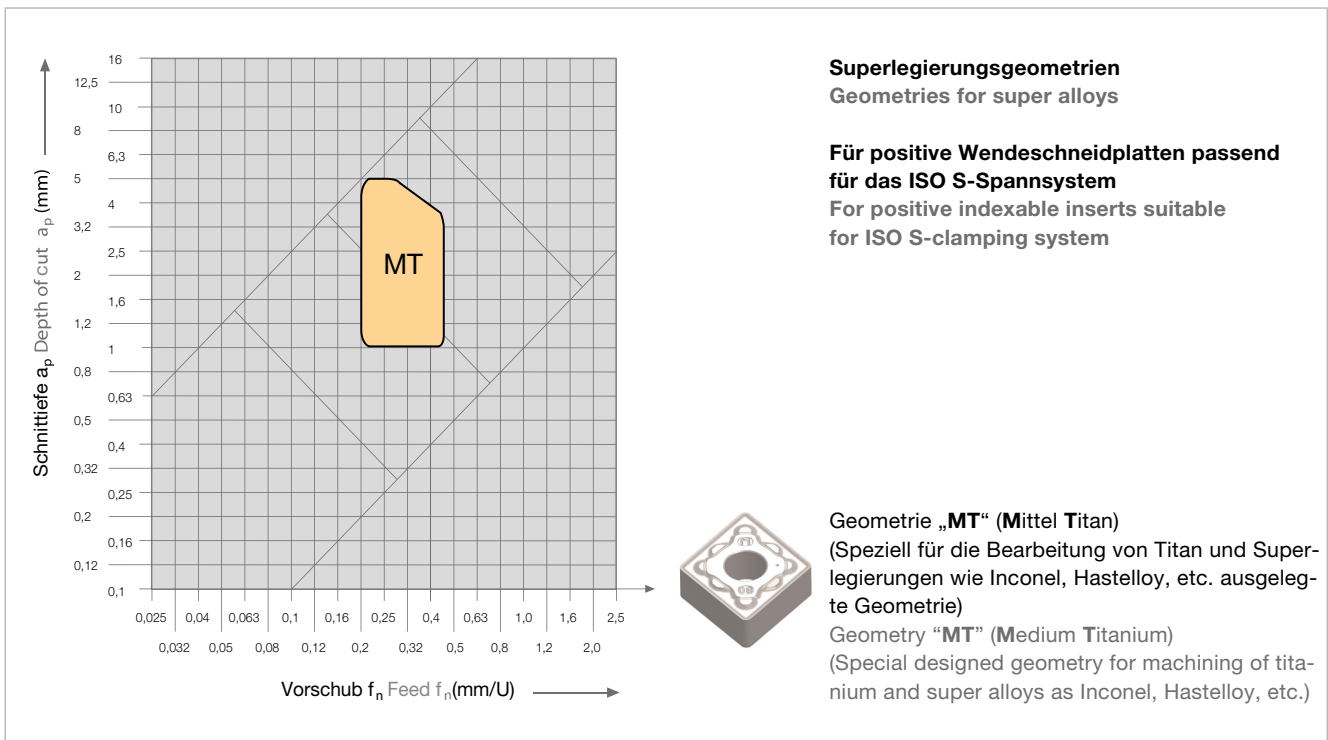 16
12,5
10
8
6,3
5
4
3,2
2,5
2
1,6
1,2
1
0,8
0,63
0,5
0,4
0,32
0,25
0,2
0,16
0,12
0,1
Schnittiefe ap Depth of cut ap (mm)
MT
0,025 0,04 0,063 0,1 0,16 0,25 0,4 0,63 1,0 1,6 2,5
0,032 0,05 0,08 0,12 0,2 0,32 0,5 0,8 1,2 2,0
Vorschub fn Feed fn(mm/U)
Superlegierungsgeometrien
Geometries for super alloys
Für positive Wendeschneidplatten passend
für das ISO S-Spannsystem
For positive indexable inserts suitable
for ISO S-clamping system
Geometrie „MT“ (Mittel Titan)
(Speziell für die Bearbeitung von Titan und Super-
legierungen wie Inconel, Hastelloy, etc. ausgeleg-
te Geometrie)
Geometry “MT” (Medium Titanium)
(Special designed geometry for machining of tita-
nium and super alloys as Inconel, Hastelloy, etc.)